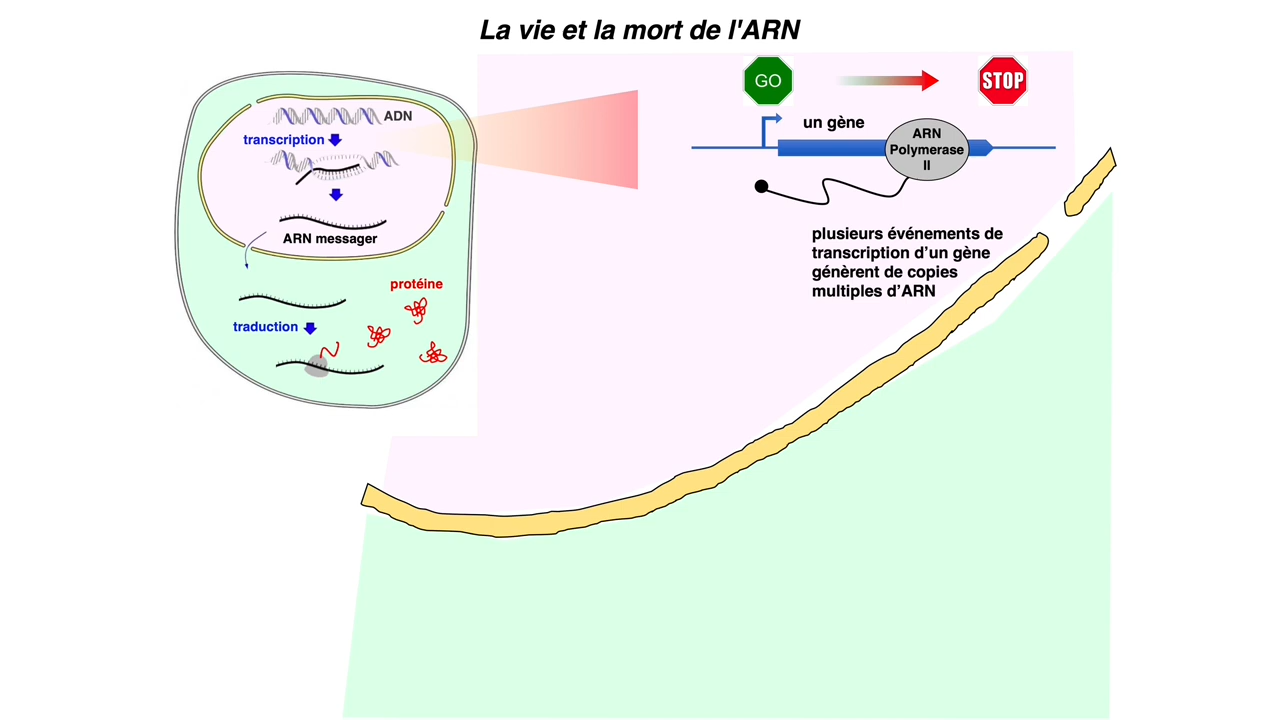 La vie et la mort de l'ARN
ADN
transcription
ARN messager
protéine
traduction
GO
STOP
un gène
ARN
Polymerase
II
plusieurs événements de
transcription d'un gène
génèrent de copies
multiples d'ARN